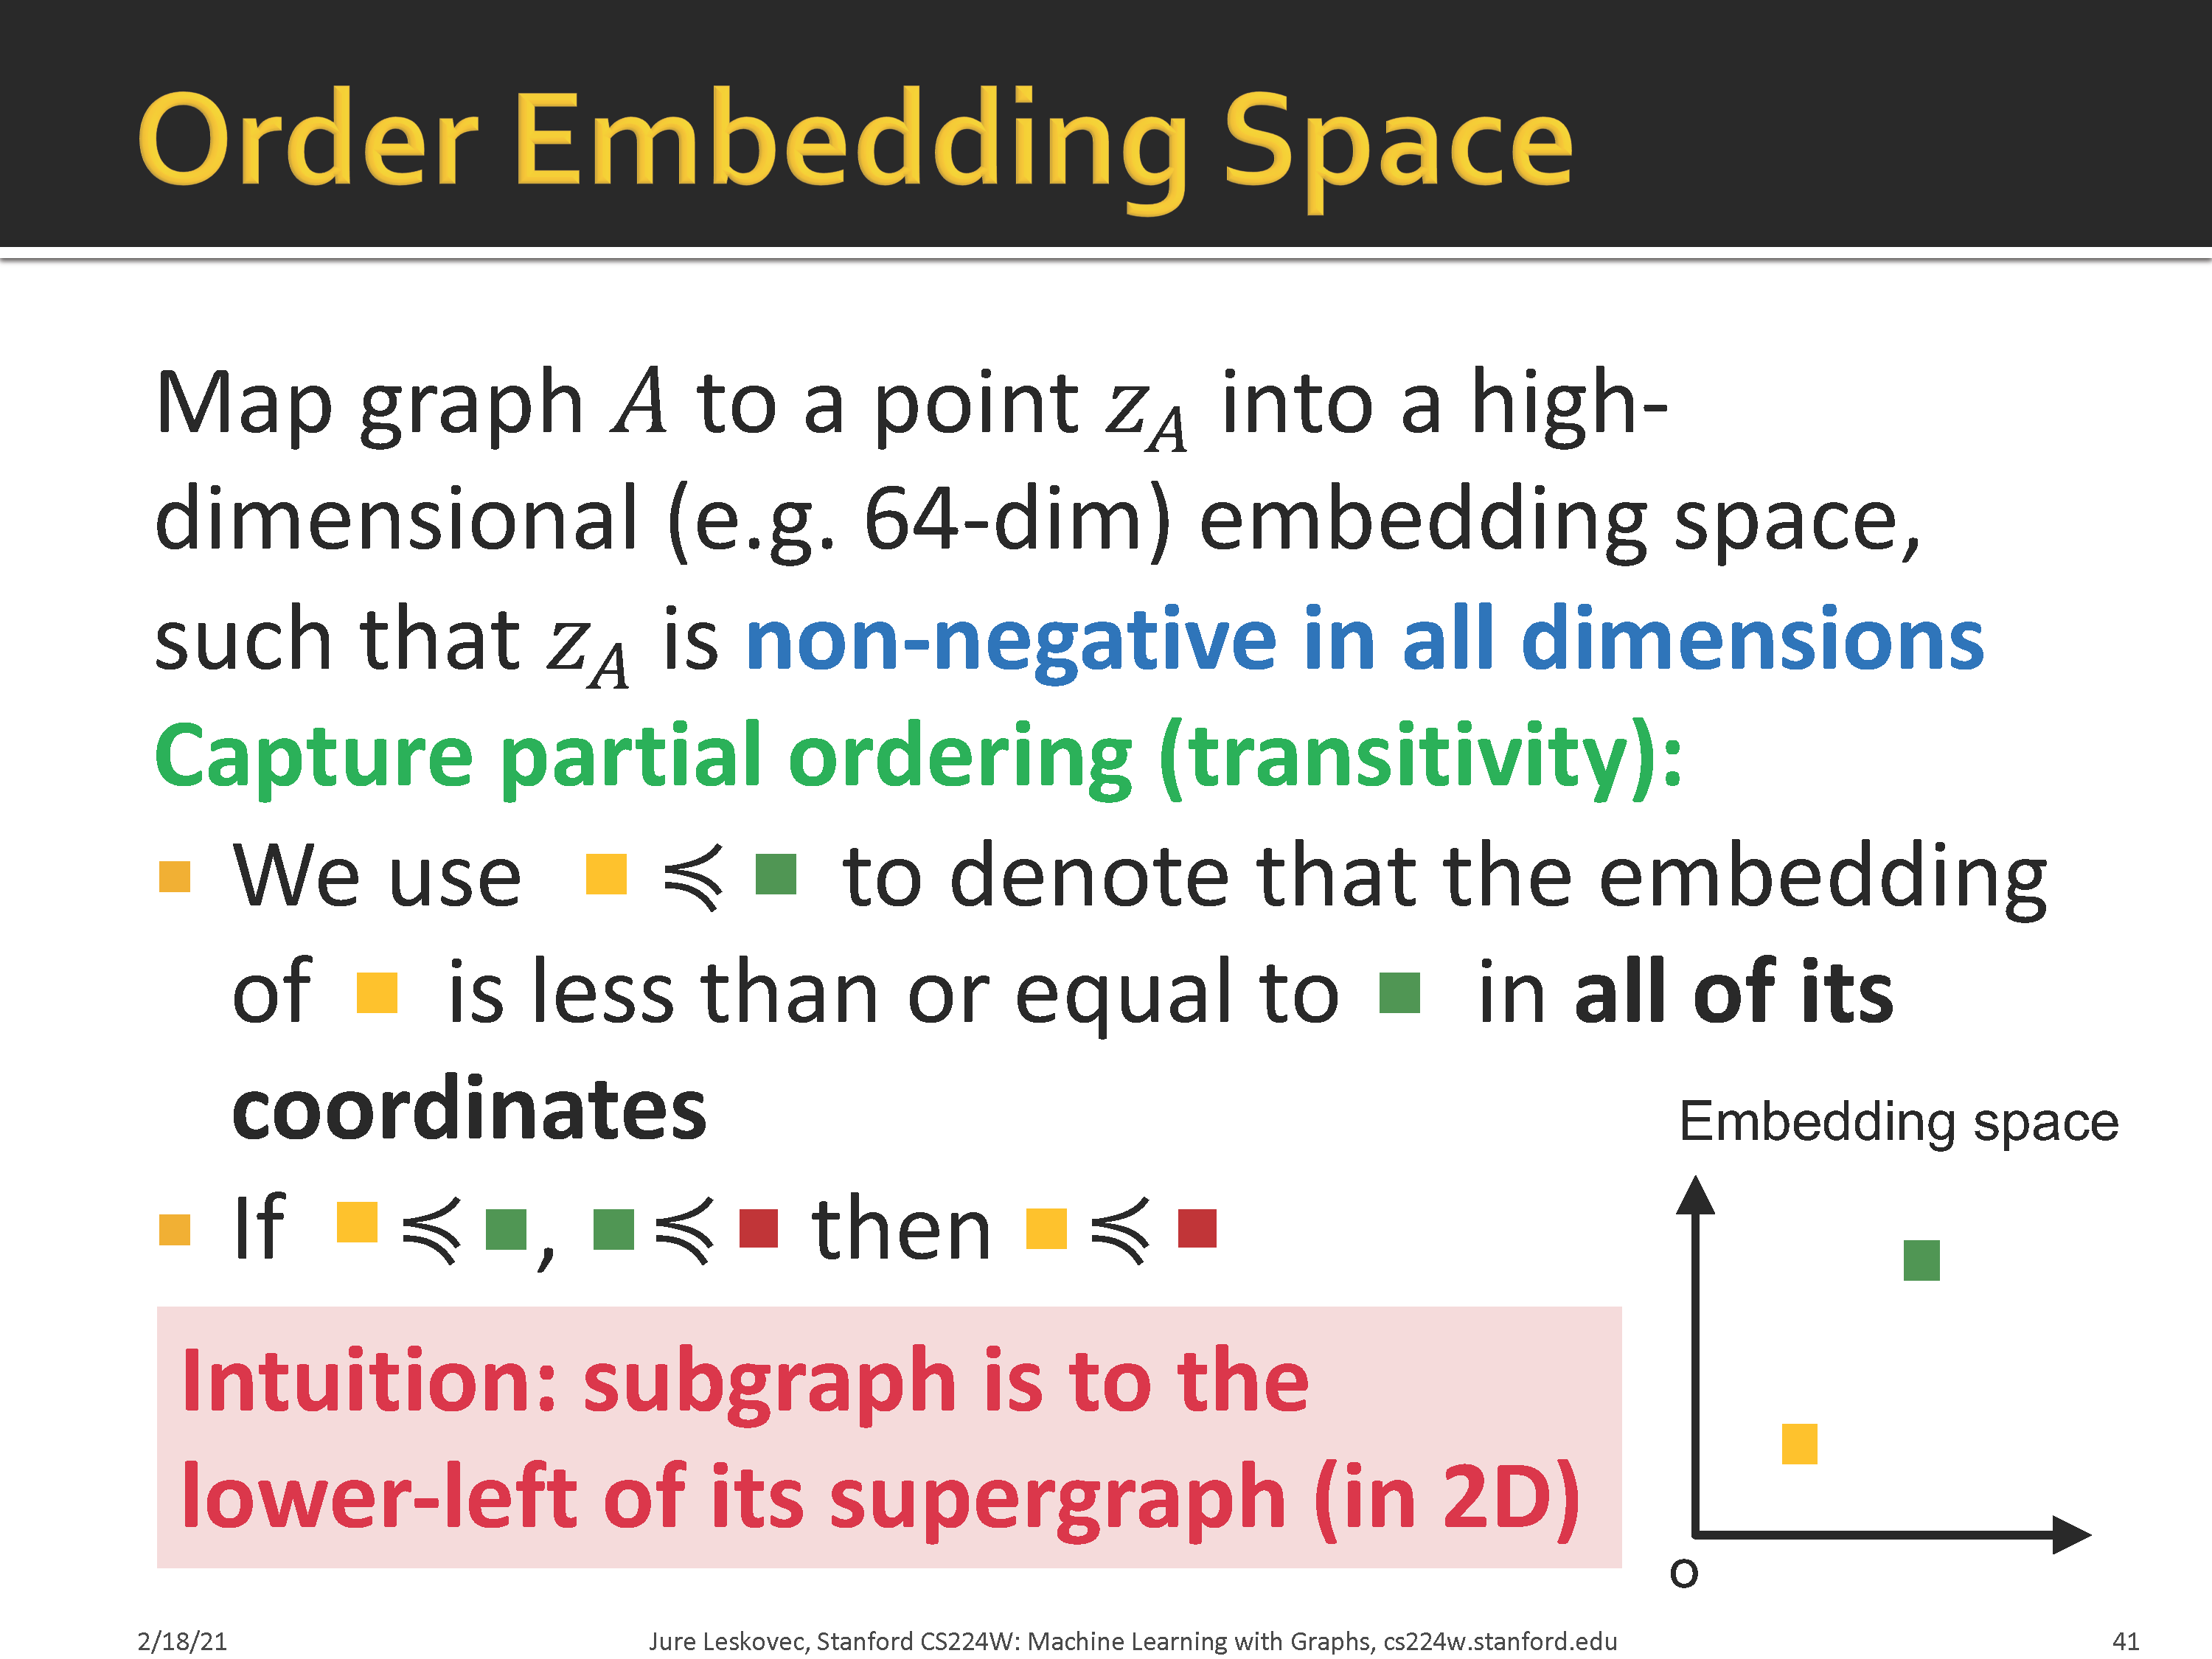 Order Embedding Space
Map graph A to a point z_A into a high-
dimensional (e.g. 64-dim) embedding space,
such that z_A is non-negative in all dimensions
Capture partial ordering (transitivity):
▪ We use ■ ≼ ■ to denote that the embedding
of ■ is less than or equal to ■ in all of its
coordinates
▪ If ■ ≼ ■, ■ ≼ ■ then ■ ≼ ■
Intuition: subgraph is to the
lower-left of its supergraph (in 2D)
Embedding space
O
2/18/21
Jure Leskovec, Stanford CS224W: Machine Learning with Graphs, cs224w.stanford.edu
41